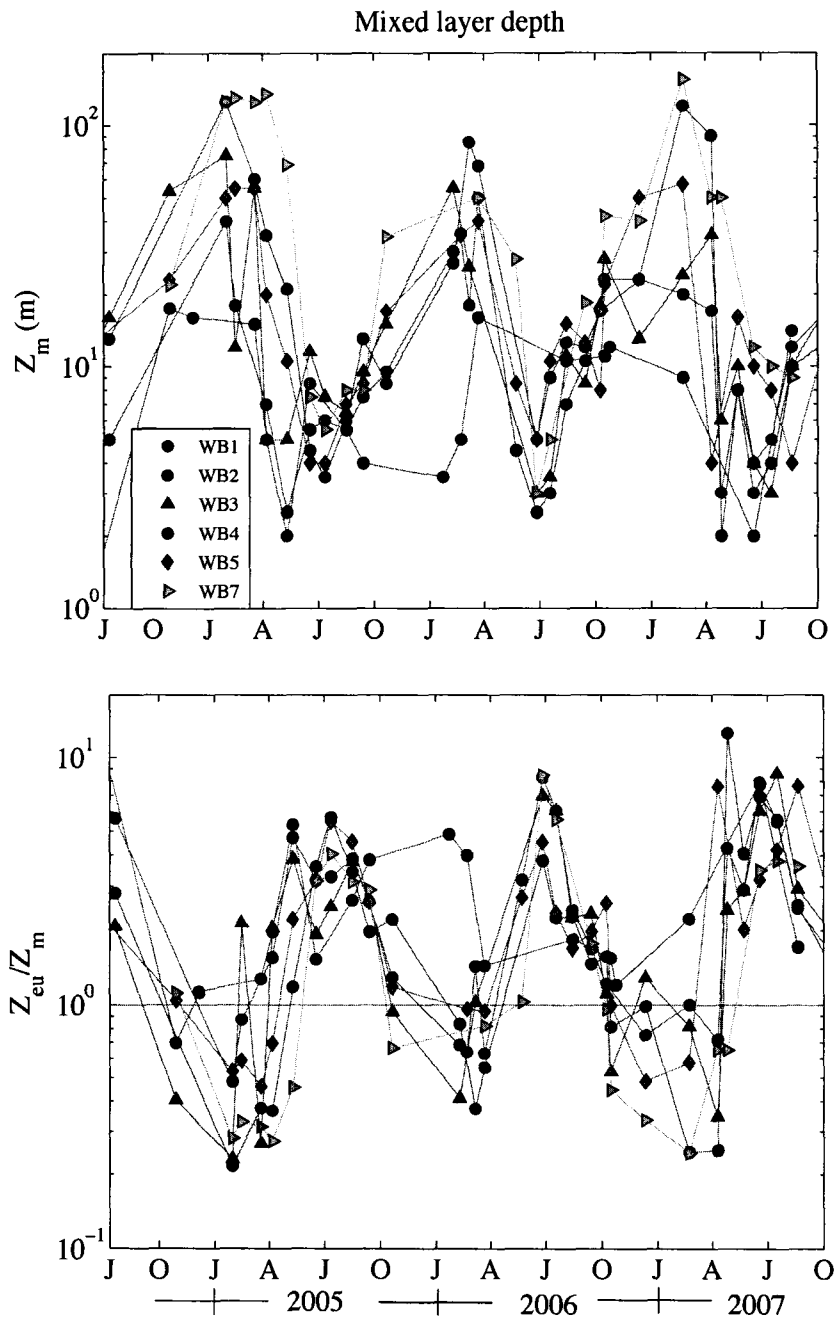 Mixed layer depth
Z_m (m)
10^2
10^1
10^0
WB1
WB2
WB3
WB4
WB5
WB7
J O J A J O J A J O J A J O
Z_eu/Z_m
10^1
10^0
10^-1
J O J A J O J A J O J A J O
2005 2006 2007